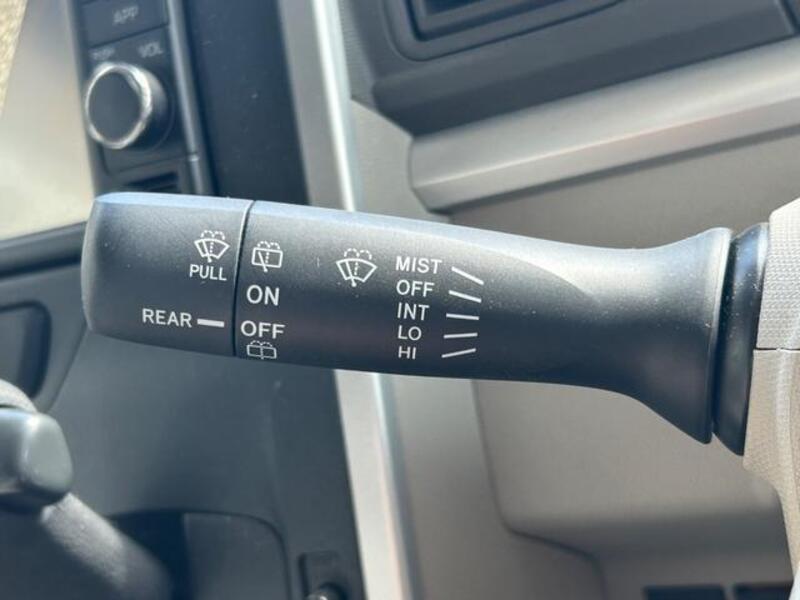 APP
VOL
PULL
REAR
ON
OFF
MIST
OFF
INT
LO
HI